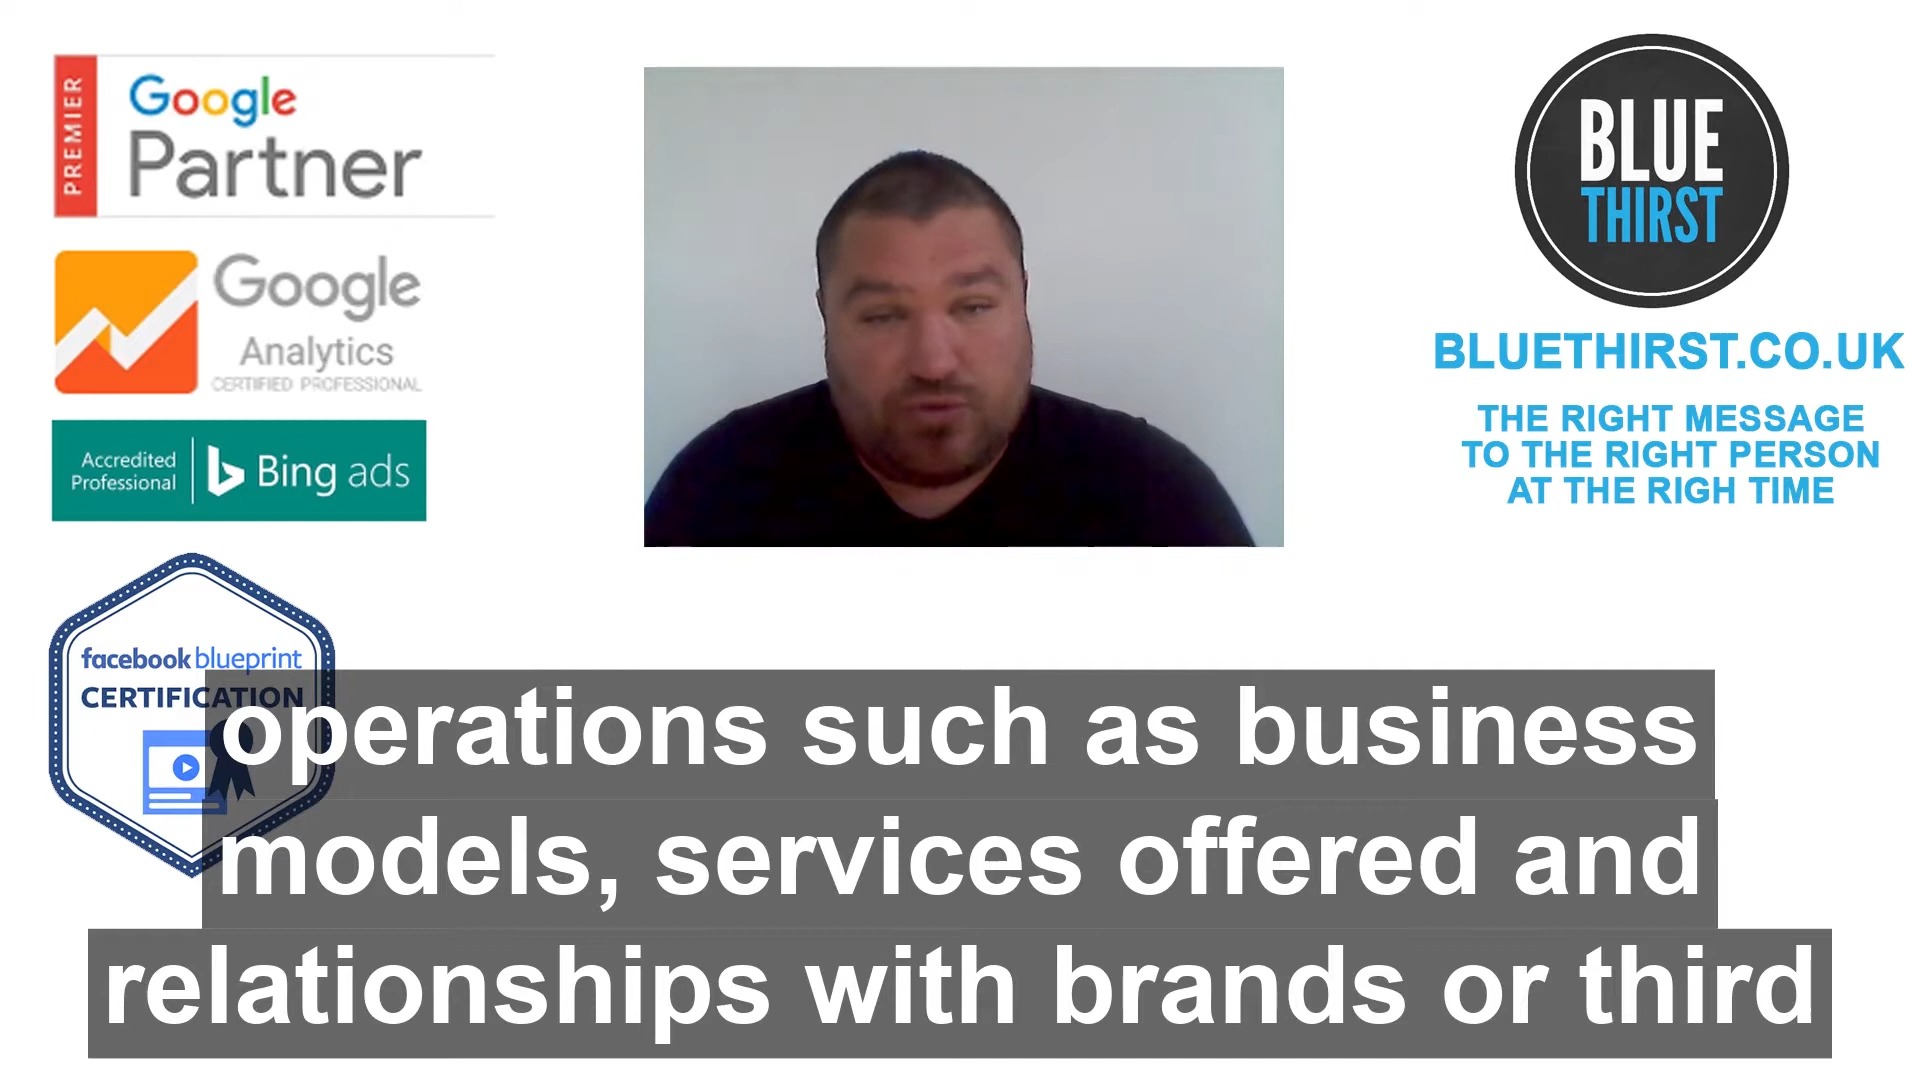 PREMIER
Google
Partner
Google
Analytics
CERTIFIED PROFESSIONAL
Accredited
Professional
Bing ads
facebook blueprint
CERTIFICATION
BLUE
THIRST
BLUETHIRST.CO.UK
THE RIGHT MESSAGE
TO THE RIGHT PERSON
AT THE RIGH TIME
operations such as business
models, services offered and
relationships with brands or third